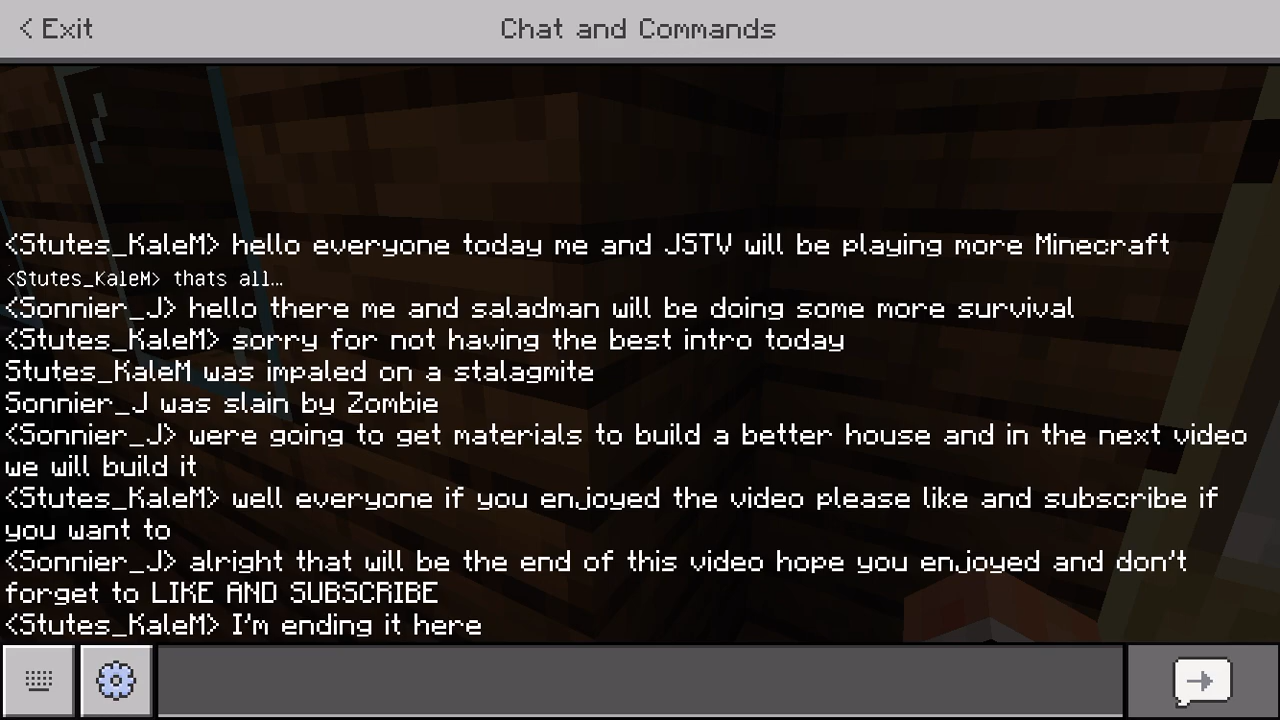 Exit
Chat and Commands
<Stutes_KaleM> hello everyone today me and JSTV will be playing more Minecraft
<Stutes_KaleM> thats all...
<Sonnier_J> hello there me and saladman will be doing some more survival
<Stutes_KaleM> sorry for not having the best intro today
Stutes_KaleM was impaled on a stalagmite
Sonnier_J was slain by Zombie
<Sonnier_J> were going to get materials to build a better house and in the next video
we will build it
<Stutes_KaleM> well everyone if you enjoyed the video please like and subscribe if
you want to
<Sonnier_J> alright that will be the end of this video hope you enjoyed and don't
forget to LIKE AND SUBSCRIBE
<Stutes_KaleM> I'm ending it here